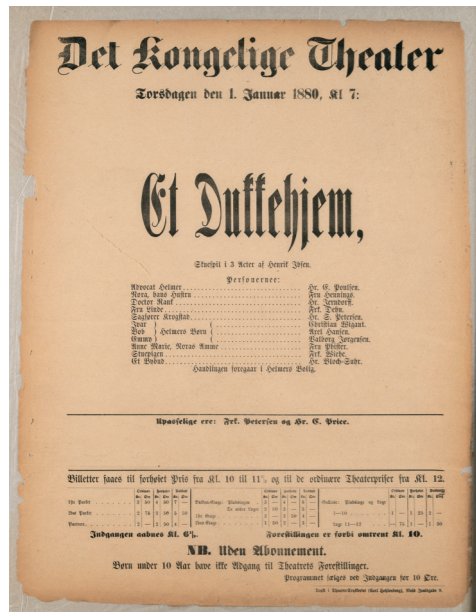 Det Kongelige Theater
Torsdagen den 1. Januar 1880, Kl 7:
Et Dukkehjem,
Skuespil i 3 Acter af Henrik Ibsen.
Personerne:
Advocat Helmer Hr. E. Poulsen.
Nora, hans Hustru Fru Hennings.
Doctor Rank Hr. Jerndorff.
Fru Linde Frk. Dehn.
Sagfører Krogstad Hr. S. Petersen.
Ivar Christian Wigant.
Bob } Helmers Børn { Axel Hansen.
Emmy Valborg Jørgensen.
Anne Marie, Noras Amme Fru Phister.
Stuepigen Frk. Wiehe.
Et Bybud Hr. Bloch-Suhr.
Handlingen foregaar i Helmers Bolig.
Upasselige ere: Frk. Petersen og Hr. C. Price.
Billetter faaes til forhøiet Pris fra Kl. 10 til 11½ og til de ordinære Theaterpriser fra Kl. 12.
Indgangen aabnes Kl. 6½. Forestillingen er forbi omtrent Kl. 10.
NB. Uden Abonnement.
Børn under 10 Aar have ikke Adgang til Theatrets Forestillinger.
Programmet sælges ved Indgangen for 10 Øre.